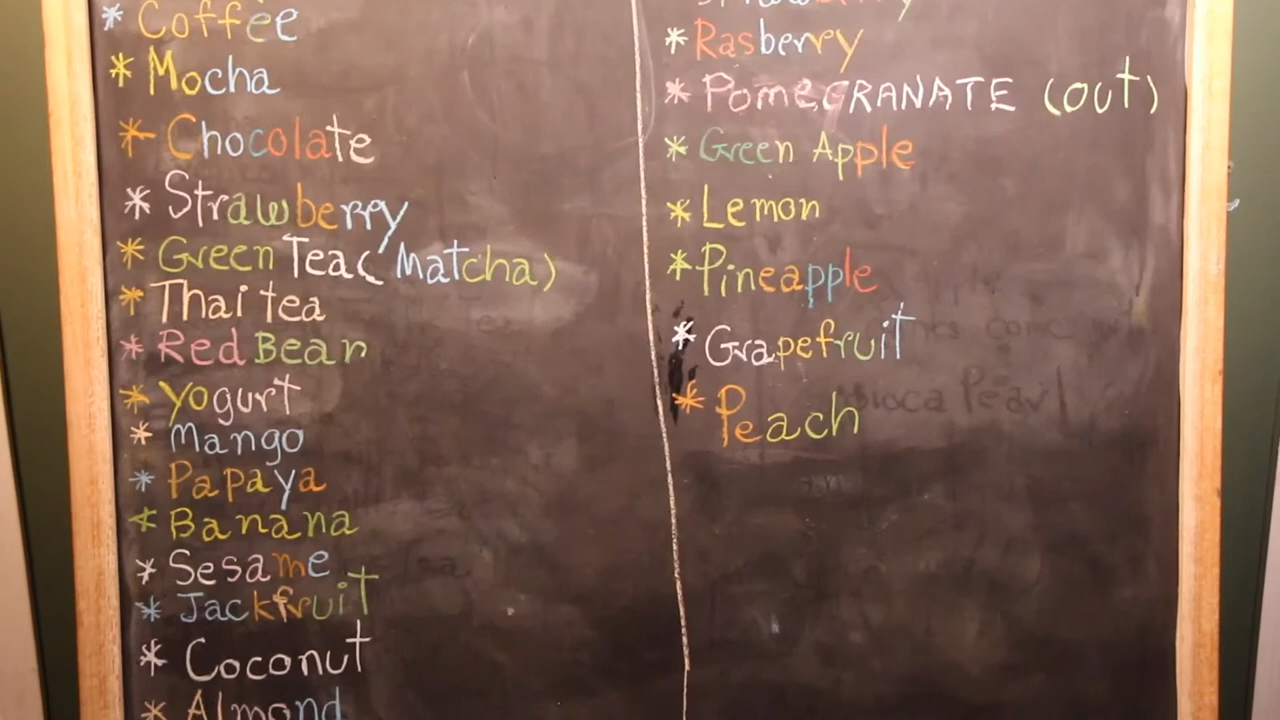 * Coffee
* Mocha
* Chocolate
* Strawberry
* Green Tea (Matcha)
* Thai tea
* Red Bean
* Yogurt
* Mango
* Papaya
* Banana
* Sesame
* Jackfruit
* Coconut
* Almond
Strawberry
* Rasberry
* POMEGRANATE (out)
* Green Apple
* Lemon
* Pineapple
* Grapefruit
* Peach